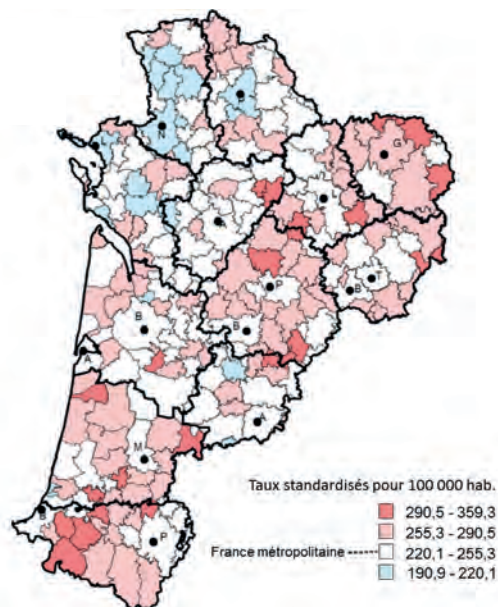 G
P
T
B
B
B
A
M
P
Taux standardisés pour 100 000 hab.
290,5 - 359,3
255,3 - 290,5
France métropolitaine
220,1 - 255,3
190,9 - 220,1